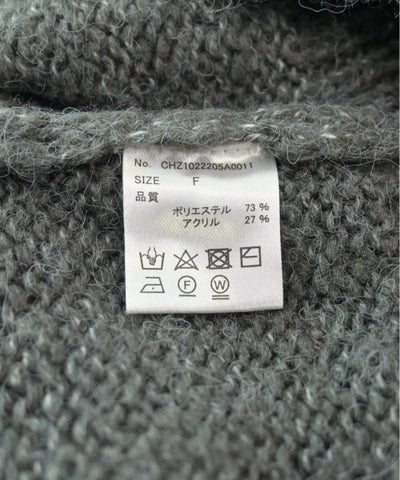 No. CHZ1022205A0011
SIZE F
品質
ポリエステル 73 %
アクリル 27 %
F W